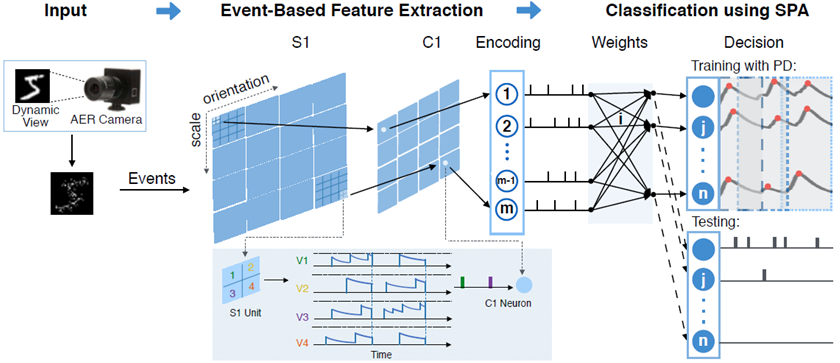 Input
Event-Based Feature Extraction
Classification using SPA
S1
C1
Encoding
Weights
Decision
Training with PD:
orientation
scale
Dynamic
View
AER Camera
Events
1
2
m-1
m
i
j
n
Testing:
j
n
1 2
3 4
S1 Unit
V1
V2
V3
V4
Time
C1 Neuron